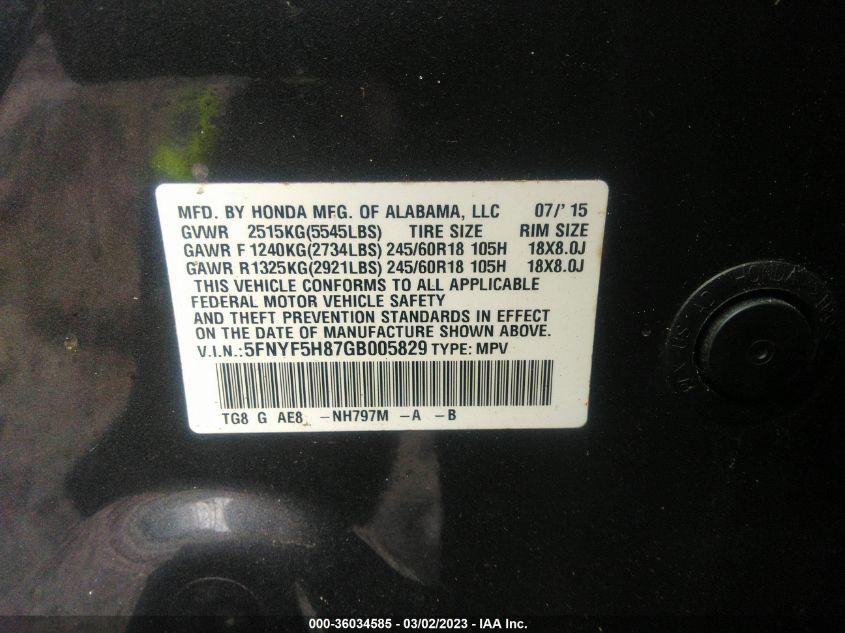 MFD. BY HONDA MFG. OF ALABAMA, LLC 07/' 15
GVWR 2515KG(5545LBS) TIRE SIZE RIM SIZE
GAWR F 1240KG(2734LBS) 245/60R18 105H 18X8.0J
GAWR R1325KG(2921LBS) 245/60R18 105H 18X8.0J
THIS VEHICLE CONFORMS TO ALL APPLICABLE
FEDERAL MOTOR VEHICLE SAFETY
AND THEFT PREVENTION STANDARDS IN EFFECT
ON THE DATE OF MANUFACTURE SHOWN ABOVE.
V.I.N.:5FNYF5H87GB005829 TYPE: MPV
TG8 G AE8 -NH797M -A -B
HONDA
000-36034585 - 03/02/2023 - IAA Inc.